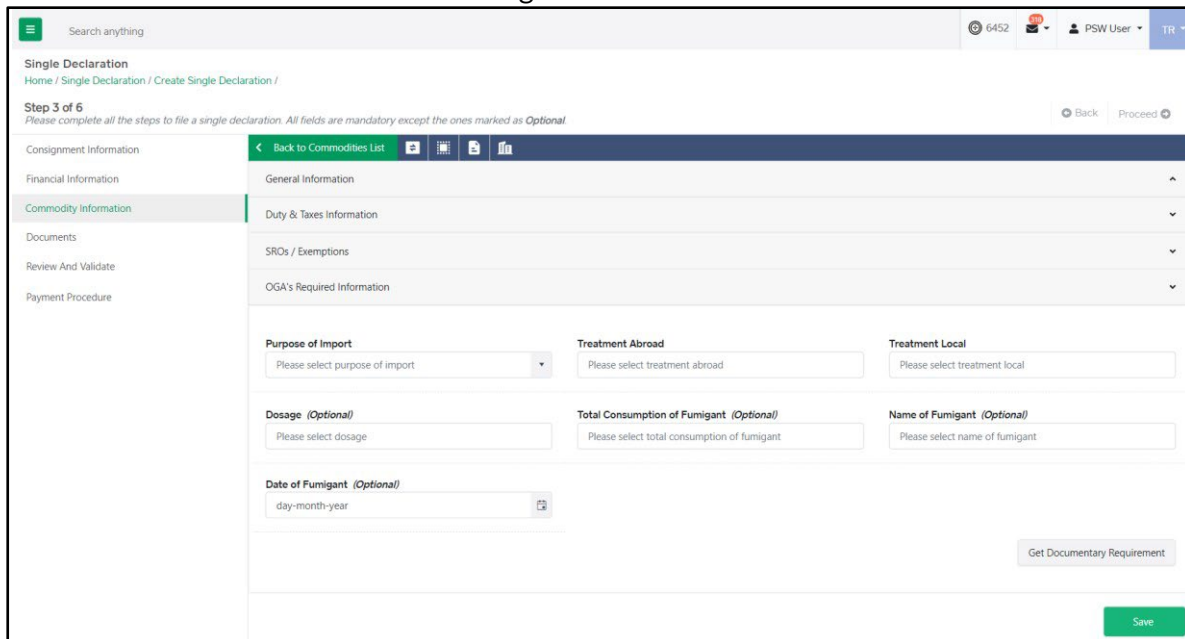 Search anything
6452
316
PSW User
TR
Single Declaration
Home / Single Declaration / Create Single Declaration /
Step 3 of 6
Please complete all the steps to file a single declaration. All fields are mandatory except the ones marked as Optional.
Back
Proceed
Consignment Information
Financial Information
Commodity Information
Documents
Review And Validate
Payment Procedure
Back to Commodities List
General Information
Duty & Taxes Information
SROs / Exemptions
OGA's Required Information
Purpose of Import
Please select purpose of import
Treatment Abroad
Please select treatment abroad
Treatment Local
Please select treatment local
Dosage (Optional)
Please select dosage
Total Consumption of Fumigant (Optional)
Please select total consumption of fumigant
Name of Fumigant (Optional)
Please select name of fumigant
Date of Fumigant (Optional)
day-month-year
Get Documentary Requirement
Save